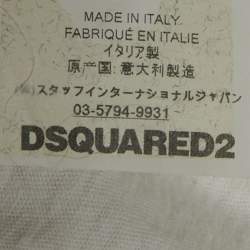 MADE IN ITALY.
FABRIQUÉ EN ITALIE
イタリア製
原产国:意大利製造
(株)スタッフインターナショナルジャパン
03-5794-9931
DSQUARED2